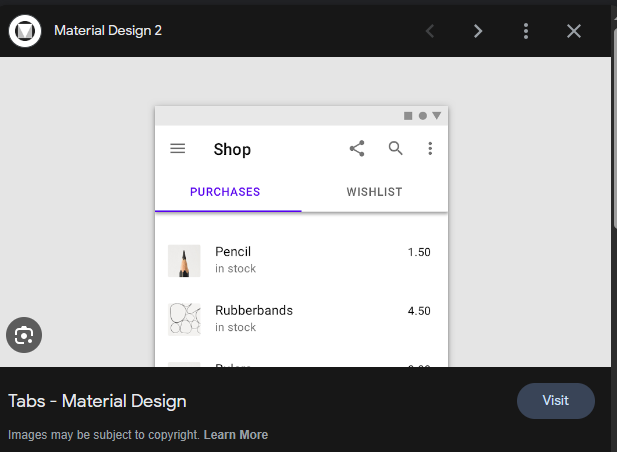 Material Design 2
Shop
PURCHASES WISHLIST
Pencil 1.50
in stock
Rubberbands 4.50
in stock
Tabs - Material Design
Visit
Images may be subject to copyright. Learn More